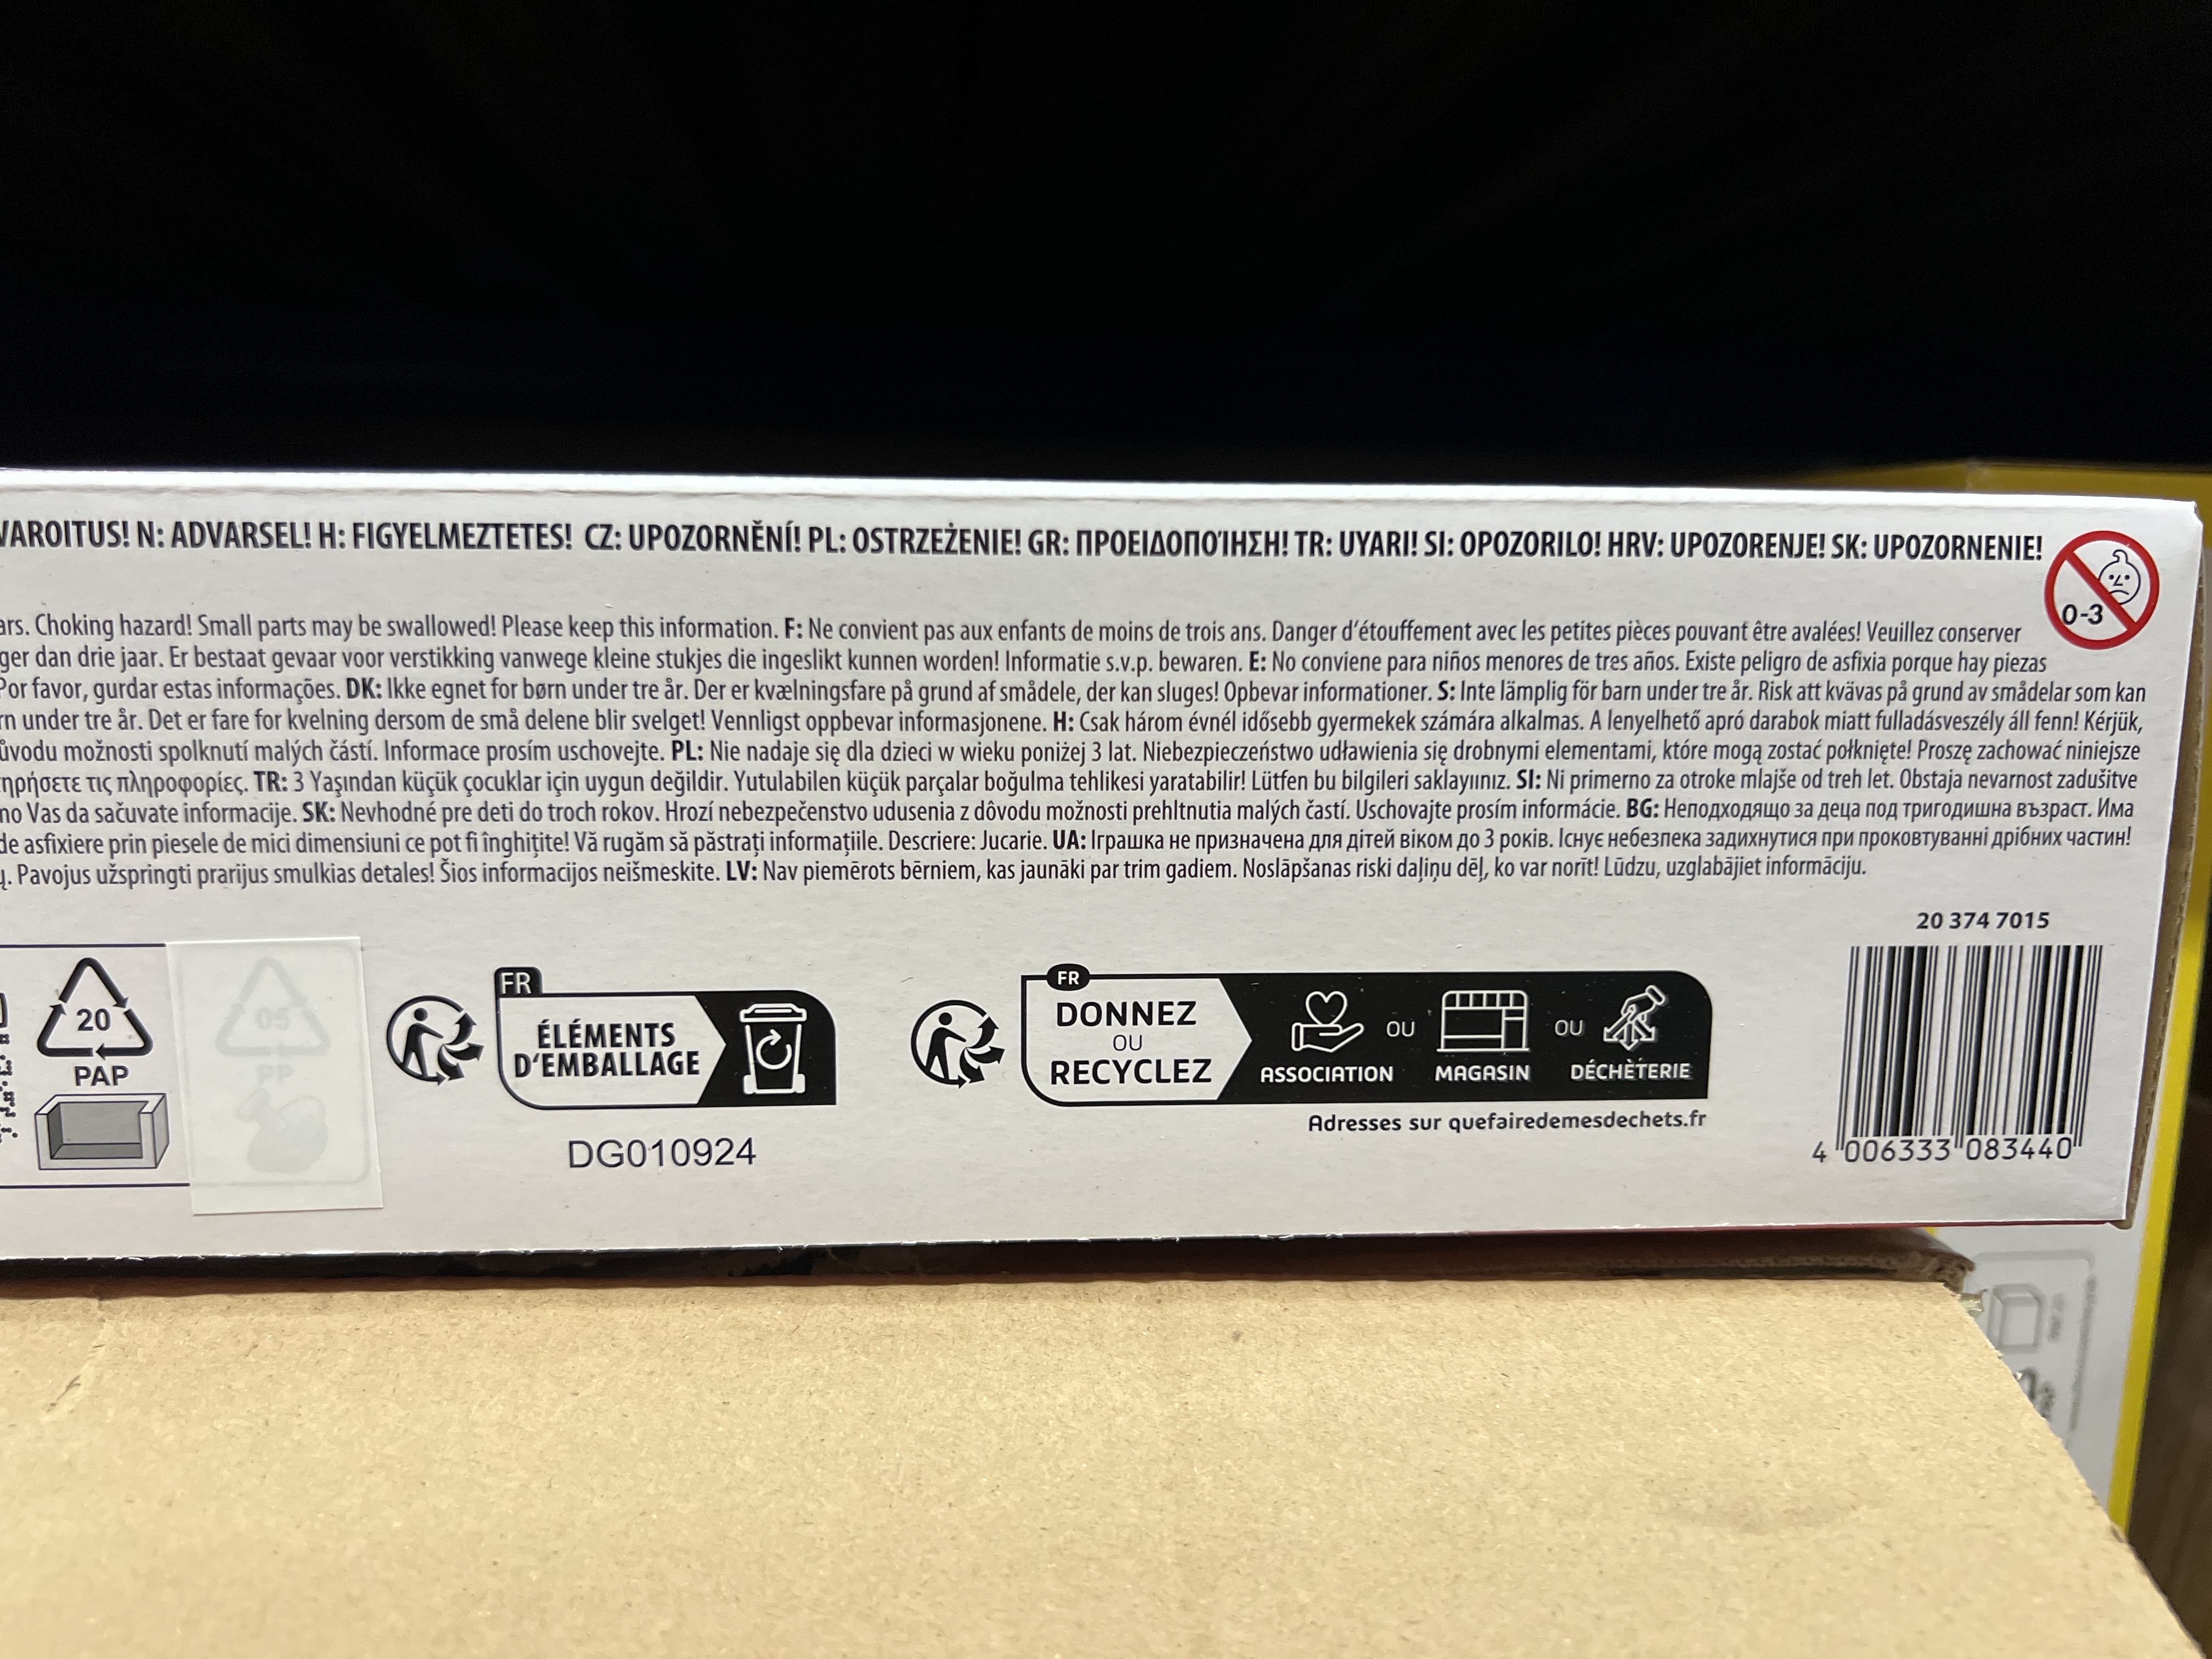 VAROITUS! N: ADVARSEL! H: FIGYELMEZTETES! CZ: UPOZORNĚNÍ! PL: OSTRZEŻENIE! GR: ΠΡΟΕΙΔΟΠΟΊΗΣΗ! TR: UYARI! SI: OPOZORILO! HRV: UPOZORENJE! SK: UPOZORNENIE!
0-3
ars. Choking hazard! Small parts may be swallowed! Please keep this information. F: Ne convient pas aux enfants de moins de trois ans. Danger d'étouffement avec les petites pièces pouvant être avalées! Veuillez conserver
ger dan drie jaar. Er bestaat gevaar voor verstikking vanwege kleine stukjes die ingeslikt kunnen worden! Informatie s.v.p. bewaren. E: No conviene para niños menores de tres años. Existe peligro de asfixia porque hay piezas
Por favor, gurdar estas informações. DK: Ikke egnet for børn under tre år. Der er kvælningsfare på grund af smådele, der kan sluges! Opbevar informationer. S: Inte lämplig för barn under tre år. Risk att kvävas på grund av smådelar som kan
rn under tre år. Det er fare for kvelning dersom de små delene blir svelget! Vennligst oppbevar informasjonene. H: Csak három évnél idősebb gyermekek számára alkalmas. A lenyelhető apró darabok miatt fulladásveszély áll fenn! Kérjük,
ůvodu možnosti spolknutí malých částí. Informace prosím uschovejte. PL: Nie nadaje się dla dzieci w wieku poniżej 3 lat. Niebezpieczeństwo udławienia się drobnymi elementami, które mogą zostać połknięte! Proszę zachować niniejsze
τηρήσετε τις πληροφορίες. TR: 3 Yaşından küçük çocuklar için uygun değildir. Yutulabilen küçük parçalar boğulma tehlikesi yaratabilir! Lütfen bu bilgileri saklayıınız. SI: Ni primerno za otroke mlajše od treh let. Obstaja nevarnost zadušitve
mo Vas da sačuvate informacije. SK: Nevhodné pre deti do troch rokov. Hrozí nebezpečenstvo udusenia z dôvodu možnosti prehltnutia malých častí. Uschovajte prosím informácie. BG: Неподходящо за деца под тригодишна възраст. Има
de asfixiere prin piesele de mici dimensiuni ce pot fi înghițite! Vă rugăm să păstrați informațiile. Descriere: Jucarie. UA: Іграшка не призначена для дітей віком до 3 років. Існує небезпека задихнутися при проковтуванні дрібних частин!
ų. Pavojus užspringti prarijus smulkias detales! Šios informacijos neišmeskite. LV: Nav piemērots bērniem, kas jaunāki par trim gadiem. Noslāpšanas riski daļiņu dēļ, ko var norīt! Lūdzu, uzglabājiet informāciju.
20 374 7015
20
PAP
05
PP
FR
ÉLÉMENTS
D'EMBALLAGE
DG010924
FR
DONNEZ
OU
RECYCLEZ
ASSOCIATION
OU
MAGASIN
OU
DÉCHÈTERIE
Adresses sur quefairedemesdechets.fr
4 006333 083440